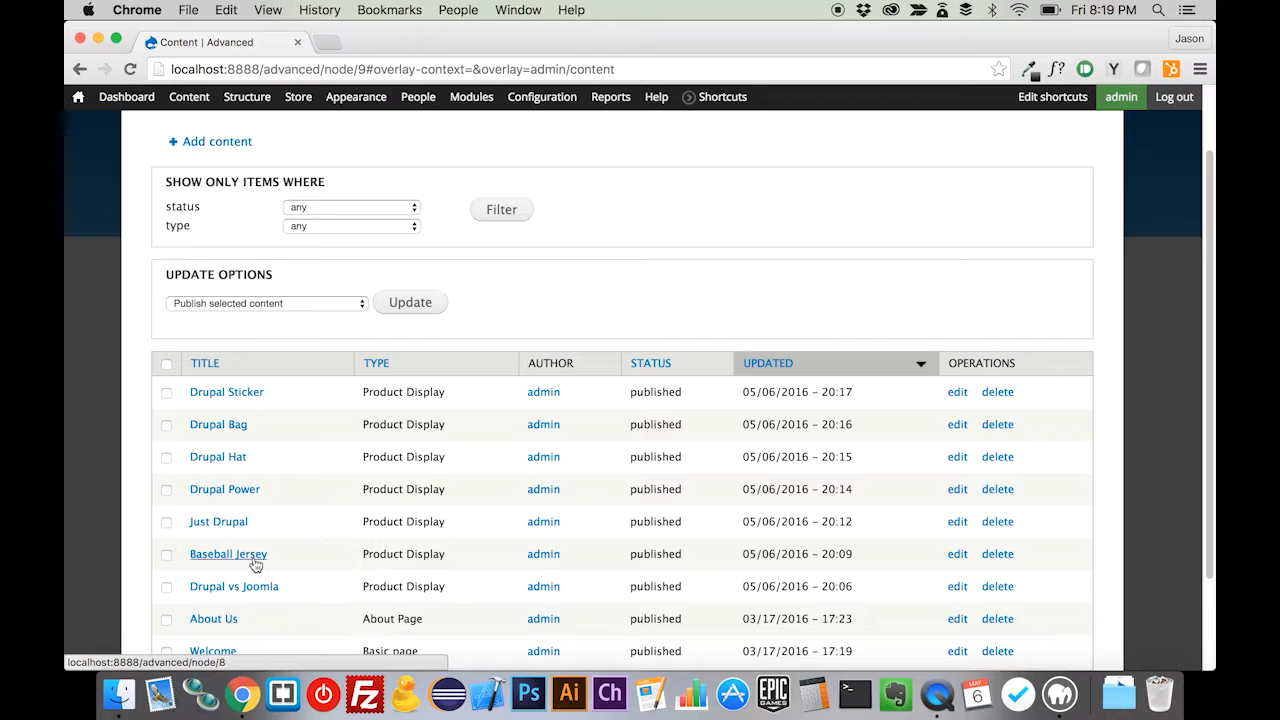 Chrome File Edit View History Bookmarks People Window Help Fri 8:19 PM
Content | Advanced Jason
localhost:8888/advanced/node/9#overlay-context=&overlay=admin/content
Dashboard Content Structure Store Appearance People Modules Configuration Reports Help Shortcuts Edit shortcuts admin Log out
+ Add content
SHOW ONLY ITEMS WHERE
status any Filter
type any
UPDATE OPTIONS
Publish selected content Update
TITLE TYPE AUTHOR STATUS UPDATED OPERATIONS
Drupal Sticker Product Display admin published 05/06/2016 - 20:17 edit delete
Drupal Bag Product Display admin published 05/06/2016 - 20:16 edit delete
Drupal Hat Product Display admin published 05/06/2016 - 20:15 edit delete
Drupal Power Product Display admin published 05/06/2016 - 20:14 edit delete
Just Drupal Product Display admin published 05/06/2016 - 20:12 edit delete
Baseball Jersey Product Display admin published 05/06/2016 - 20:09 edit delete
Drupal vs Joomla Product Display admin published 05/06/2016 - 20:06 edit delete
About Us About Page admin published 03/17/2016 - 17:23 edit delete
Welcome Basic page admin published 03/17/2016 - 17:19 edit delete
localhost:8888/advanced/node/8
Fz Ps Ai Ch EPIC GAMES MAY 6